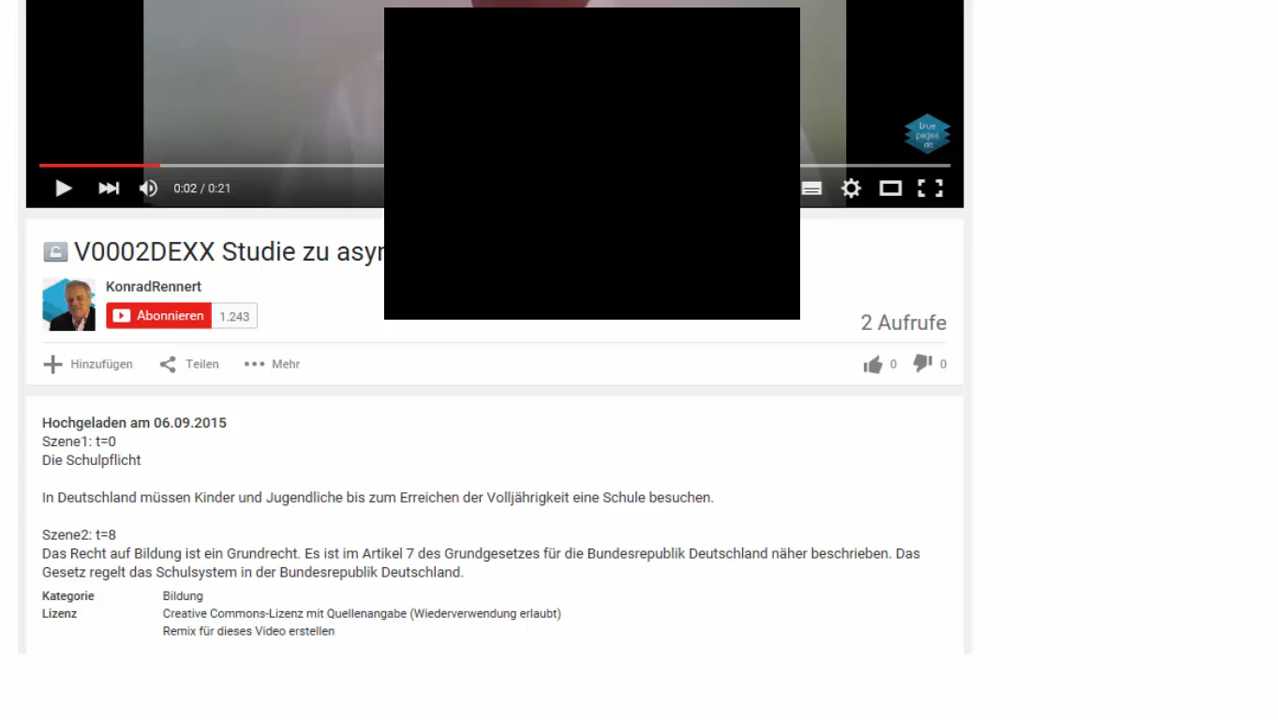 true
pages
de
0:02 / 0:21
V0002DEXX Studie zu
KonradRennert
Abonnieren 1.243
2 Aufrufe
Hinzufügen Teilen Mehr 0 0
Hochgeladen am 06.09.2015
Szene1: t=0
Die Schulpflicht
In Deutschland müssen Kinder und Jugendliche bis zum Erreichen der Volljährigkeit eine Schule besuchen.
Szene2: t=8
Das Recht auf Bildung ist ein Grundrecht. Es ist im Artikel 7 des Grundgesetzes für die Bundesrepublik Deutschland näher beschrieben. Das
Gesetz regelt das Schulsystem in der Bundesrepublik Deutschland.
Kategorie Bildung
Lizenz Creative Commons-Lizenz mit Quellenangabe (Wiederverwendung erlaubt)
Remix für dieses Video erstellen